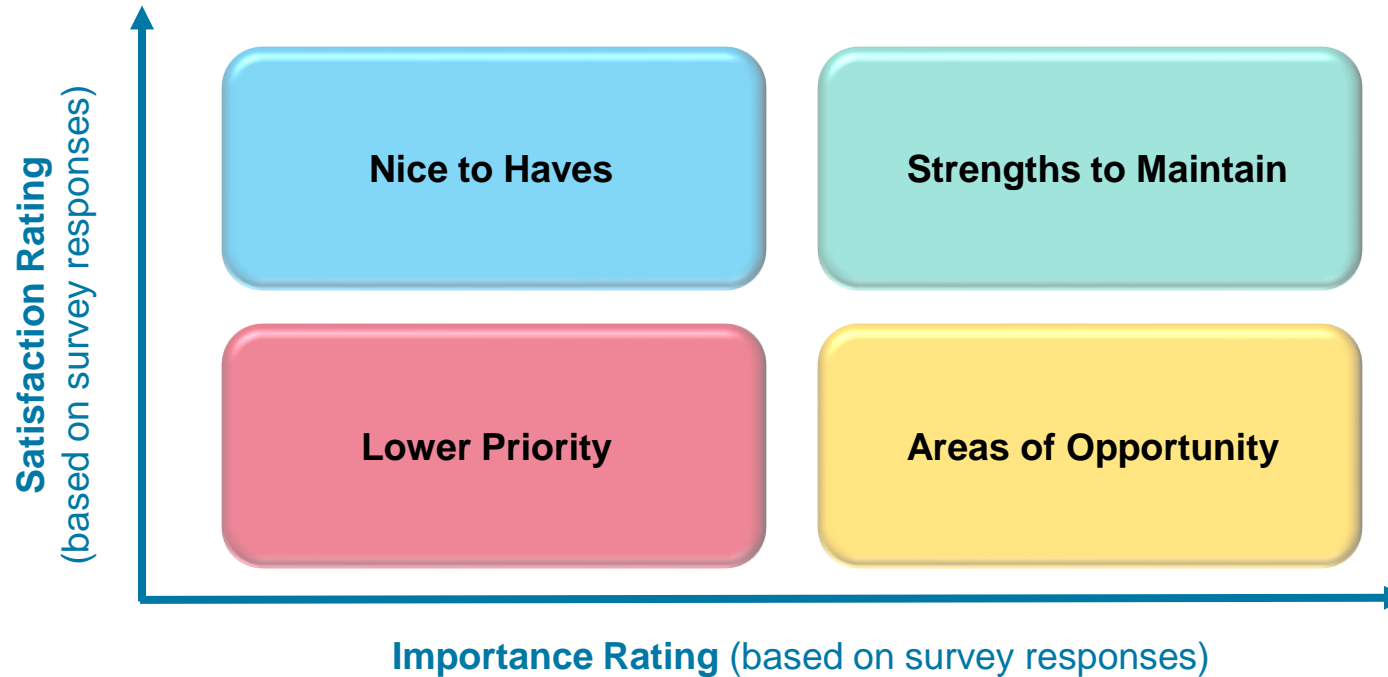 Satisfaction Rating
(based on survey responses)
Nice to Haves
Strengths to Maintain
Lower Priority
Areas of Opportunity
Importance Rating (based on survey responses)